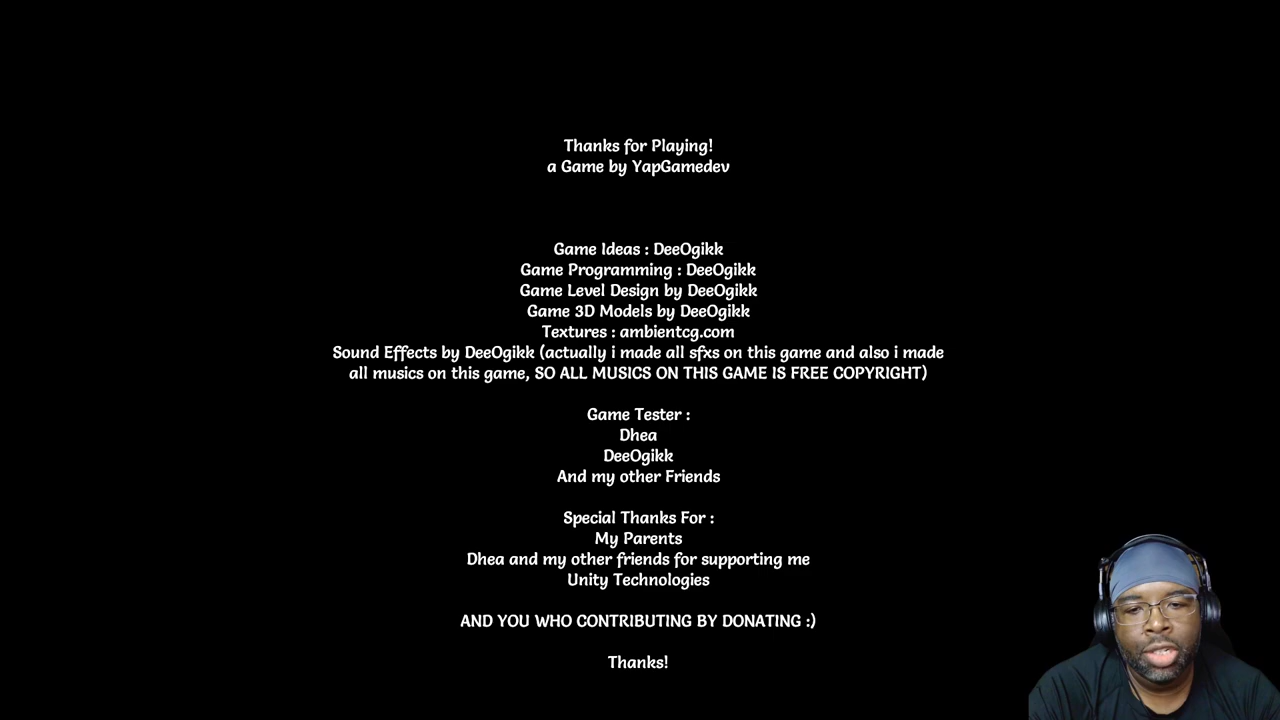 Thanks for Playing!
a Game by YapGamedev
Game Ideas : DeeOgikk
Game Programming : DeeOgikk
Game Level Design by DeeOgikk
Game 3D Models by DeeOgikk
Textures : ambientcg.com
Sound Effects by DeeOgikk (actually i made all sfxs on this game and also i made
all musics on this game, SO ALL MUSICS ON THIS GAME IS FREE COPYRIGHT)
Game Tester :
Dhea
DeeOgikk
And my other Friends
Special Thanks For :
My Parents
Dhea and my other friends for supporting me
Unity Technologies
AND YOU WHO CONTRIBUTING BY DONATING :)
Thanks!